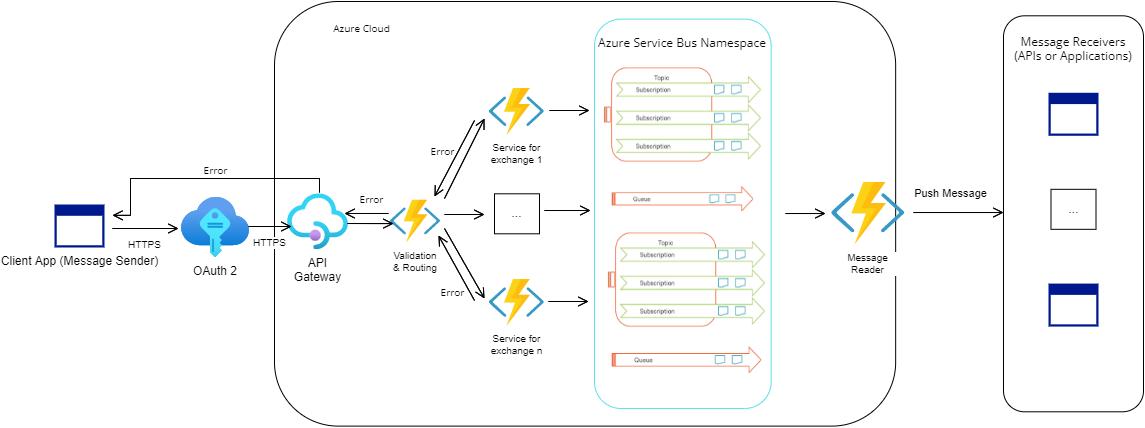 Azure Cloud
Azure Service Bus Namespace
Message Receivers
(APIs or Applications)
Topic
Subscription
Subscription
Subscription
Error
Service for
exchange 1
Error
Error
Queue
Push Message
...
...
HTTPS
HTTPS
Client App (Message Sender)
OAuth 2
API
Gateway
Validation
& Routing
Topic
Subscription
Subscription
Subscription
Message
Reader
Error
Service for
exchange n
Queue